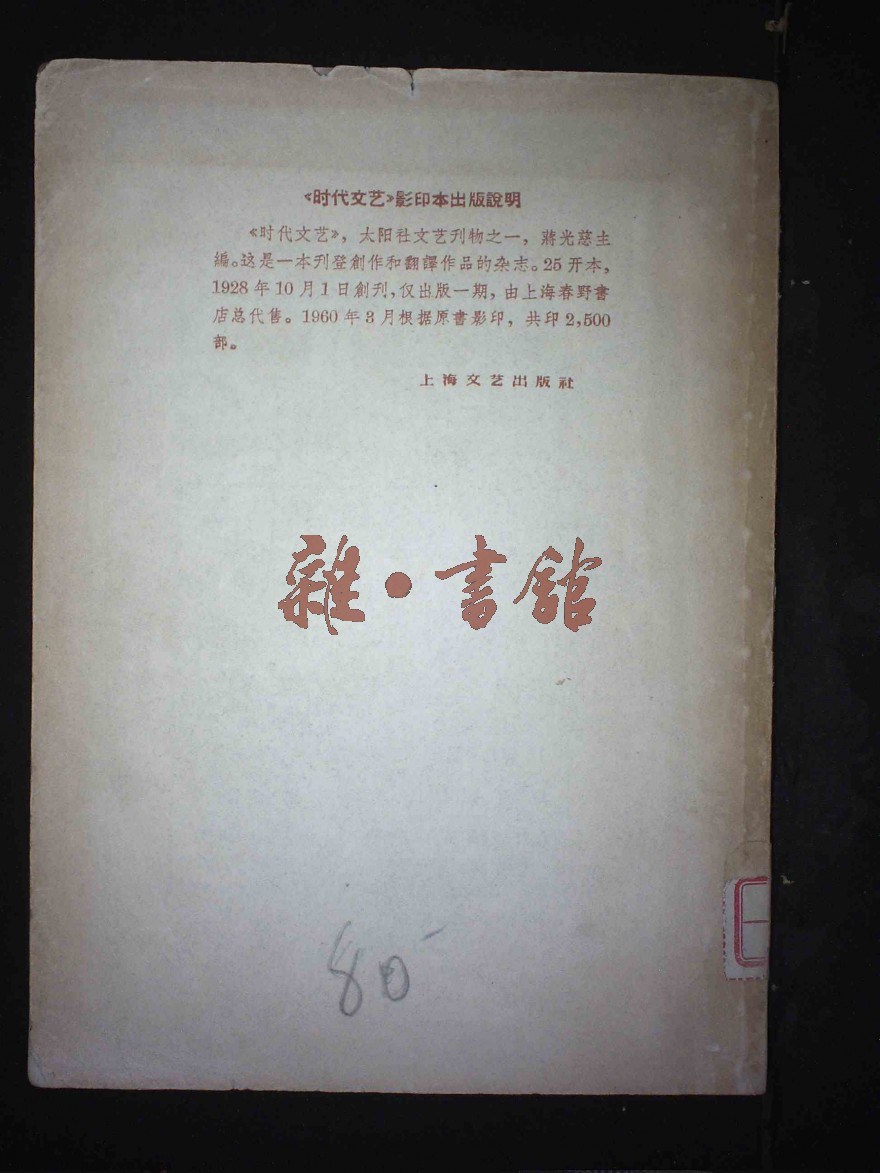 《时代文艺》影印本出版說明
《时代文艺》，太阳社文艺刊物之一，蔣光慈主
編。这是一本刊登創作和翻譯作品的杂志。25开本，
1928年10月1日創刊，仅出版一期，由上海春野書
店总代售。1960年3月根据原書影印，共印2,500
部。
上海文艺出版社
雜·書館
80